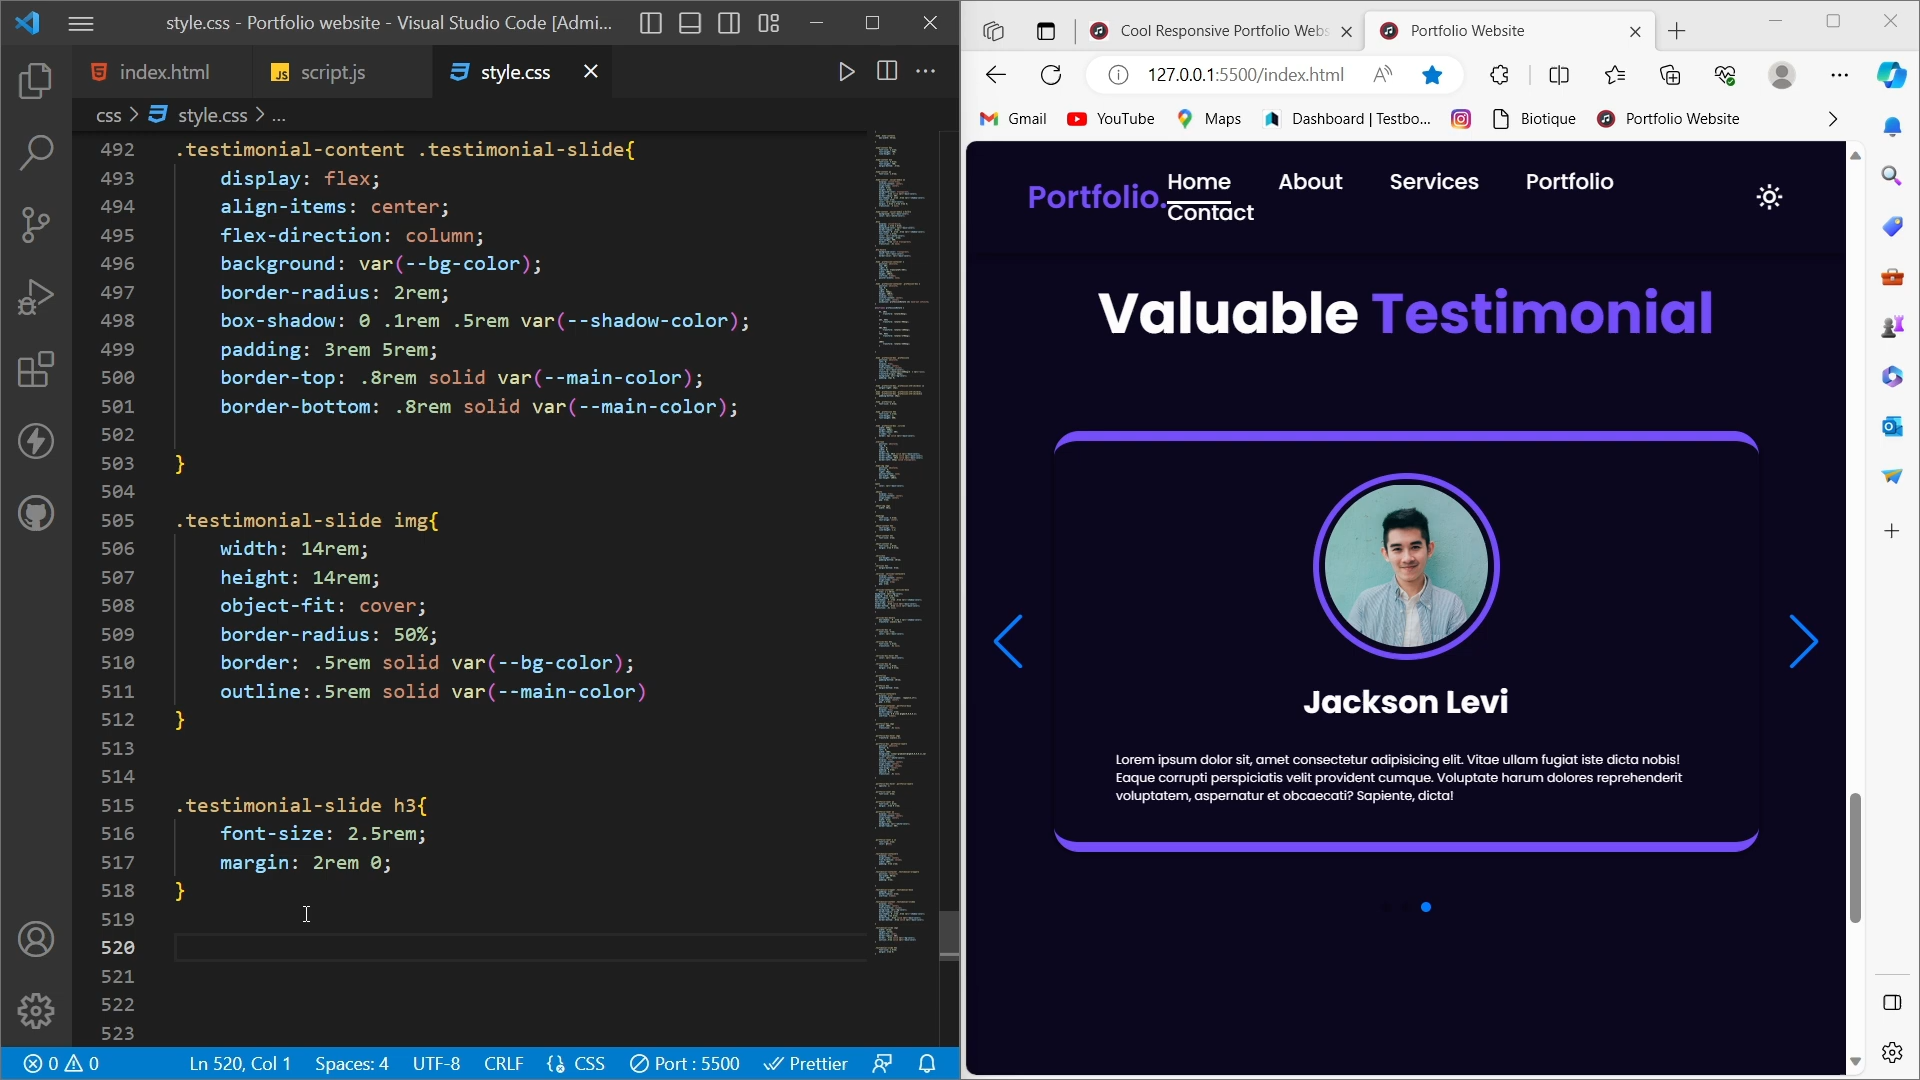 style.css - Portfolio website - Visual Studio Code [Admi...
index.html
script.js
style.css
css > style.css > ...
492 .testimonial-content .testimonial-slide{
493 display: flex;
494 align-items: center;
495 flex-direction: column;
496 background: var(--bg-color);
497 border-radius: 2rem;
498 box-shadow: 0 .1rem .5rem var(--shadow-color);
499 padding: 3rem 5rem;
500 border-top: .8rem solid var(--main-color);
501 border-bottom: .8rem solid var(--main-color);
502
503 }
504
505 .testimonial-slide img{
506 width: 14rem;
507 height: 14rem;
508 object-fit: cover;
509 border-radius: 50%;
510 border: .5rem solid var(--bg-color);
511 outline:.5rem solid var(--main-color)
512 }
513
514
515 .testimonial-slide h3{
516 font-size: 2.5rem;
517 margin: 2rem 0;
518 }
519
520
521
522
523
0 0 Ln 520, Col 1 Spaces: 4 UTF-8 CRLF {} CSS Port : 5500 Prettier
Cool Responsive Portfolio Webs
Portfolio Website
127.0.0.1:5500/index.html
Gmail YouTube Maps Dashboard | Testbo... Biotique Portfolio Website
Portfolio.
Home About Services Portfolio
Contact
Valuable Testimonial
Jackson Levi
Lorem ipsum dolor sit, amet consectetur adipisicing elit. Vitae ullam fugiat iste dicta nobis!
Eaque corrupti perspiciatis velit provident cumque. Voluptate harum dolores reprehenderit
voluptatem, aspernatur et obcaecati? Sapiente, dicta!